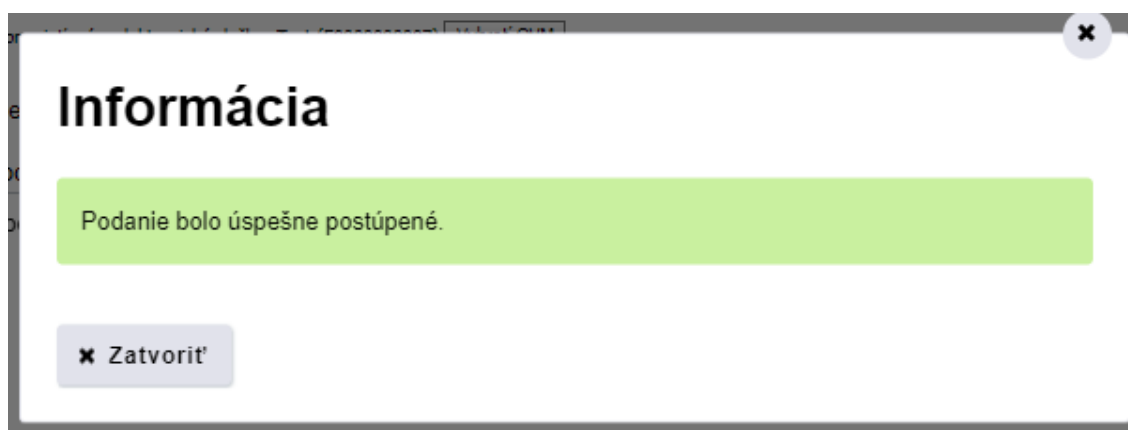 Informácia
Podanie bolo úspešne postúpené.
✖ Zatvoriť